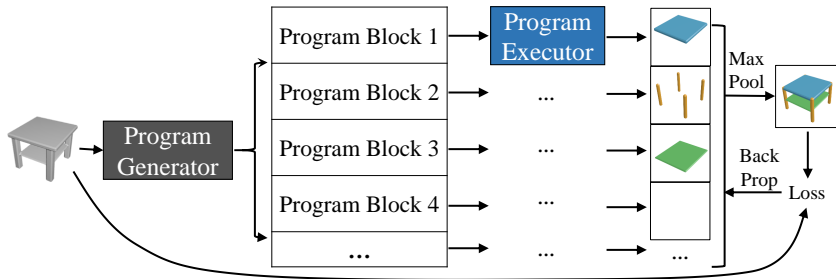 Program Generator
Program Block 1
Program Block 2
Program Block 3
Program Block 4
...
Program Executor
...
...
...
...
...
Max Pool
Back Prop
Loss